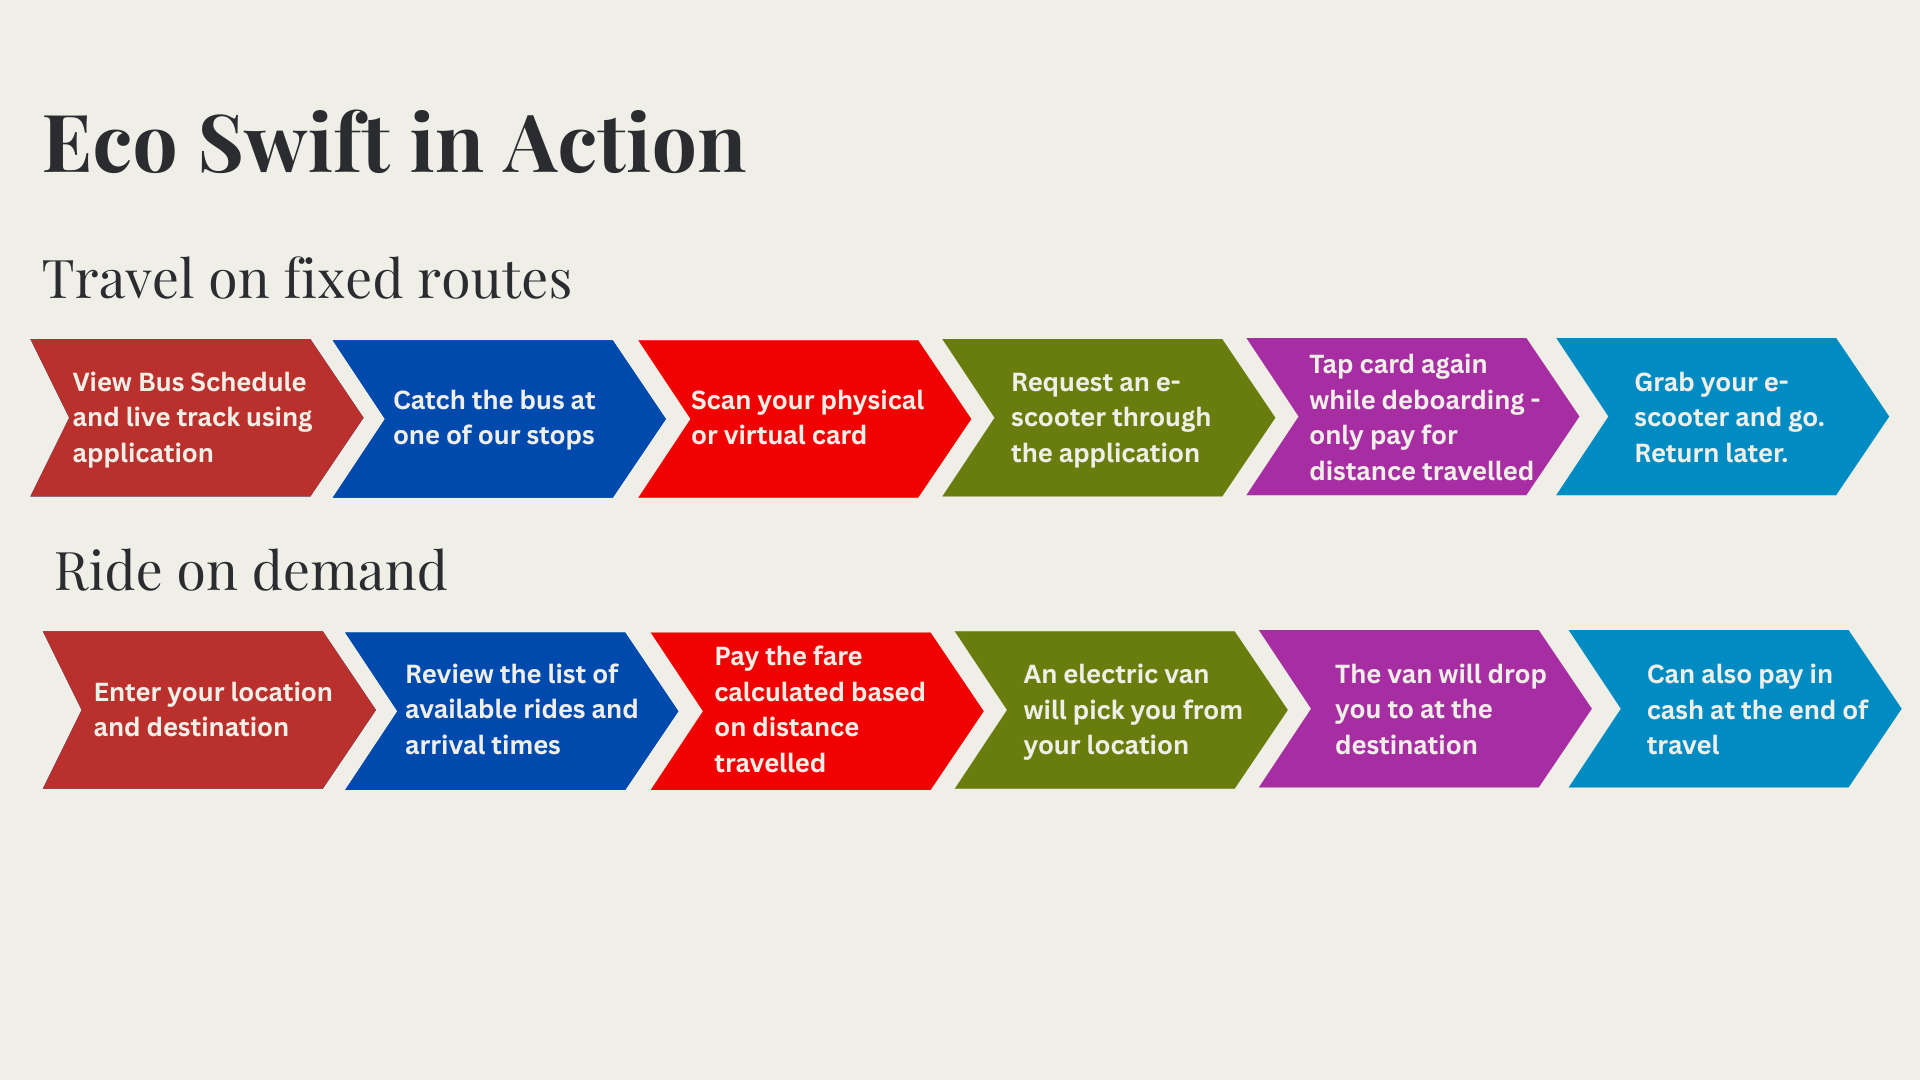 Eco Swift in Action
Travel on fixed routes
View Bus Schedule
and live track using
application
Catch the bus at
one of our stops
Scan your physical
or virtual card
Request an e-
scooter through
the application
Tap card again
while deboarding -
only pay for
distance travelled
Grab your e-
scooter and go.
Return later.
Ride on demand
Enter your location
and destination
Review the list of
available rides and
arrival times
Pay the fare
calculated based
on distance
travelled
An electric van
will pick you from
your location
The van will drop
you to at the
destination
Can also pay in
cash at the end of
travel